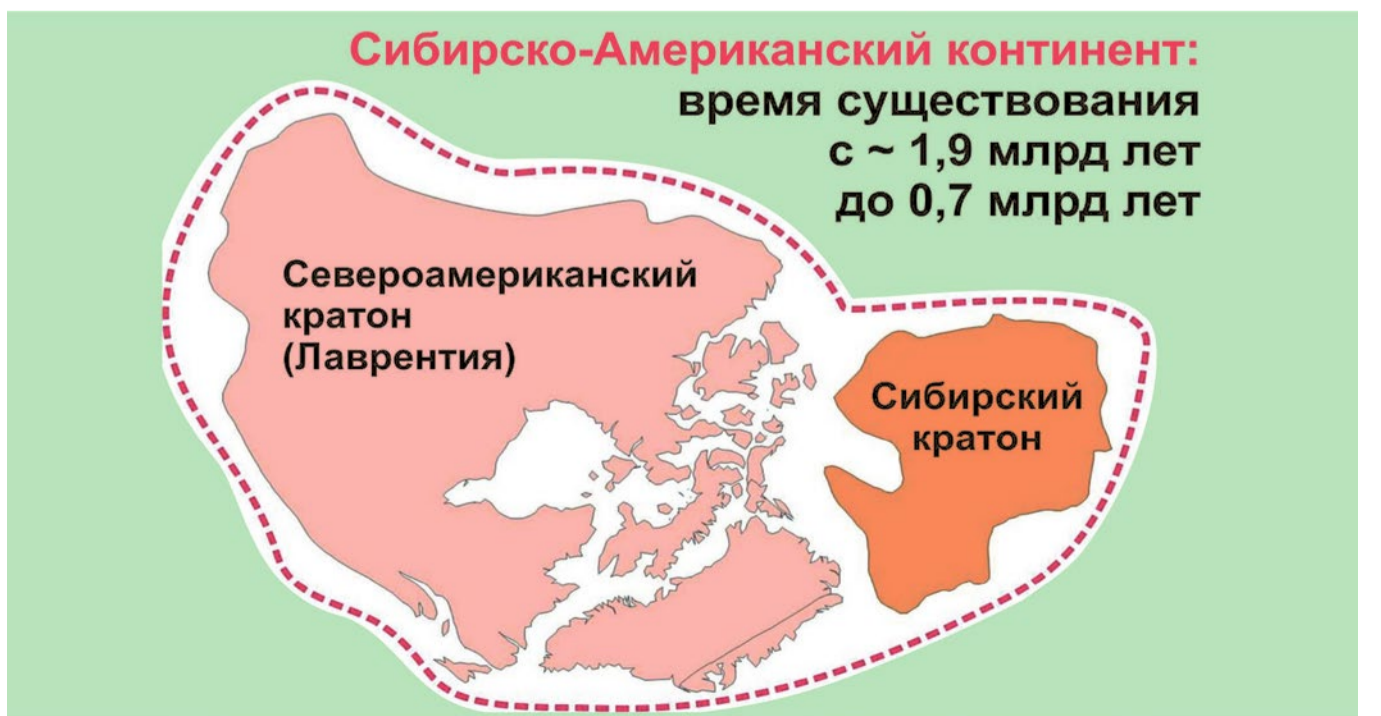 Сибирско-Американский континент:
время существования
с ~ 1,9 млрд лет
до 0,7 млрд лет
Североамериканский
кратон
(Лаврентия)
Сибирский
кратон